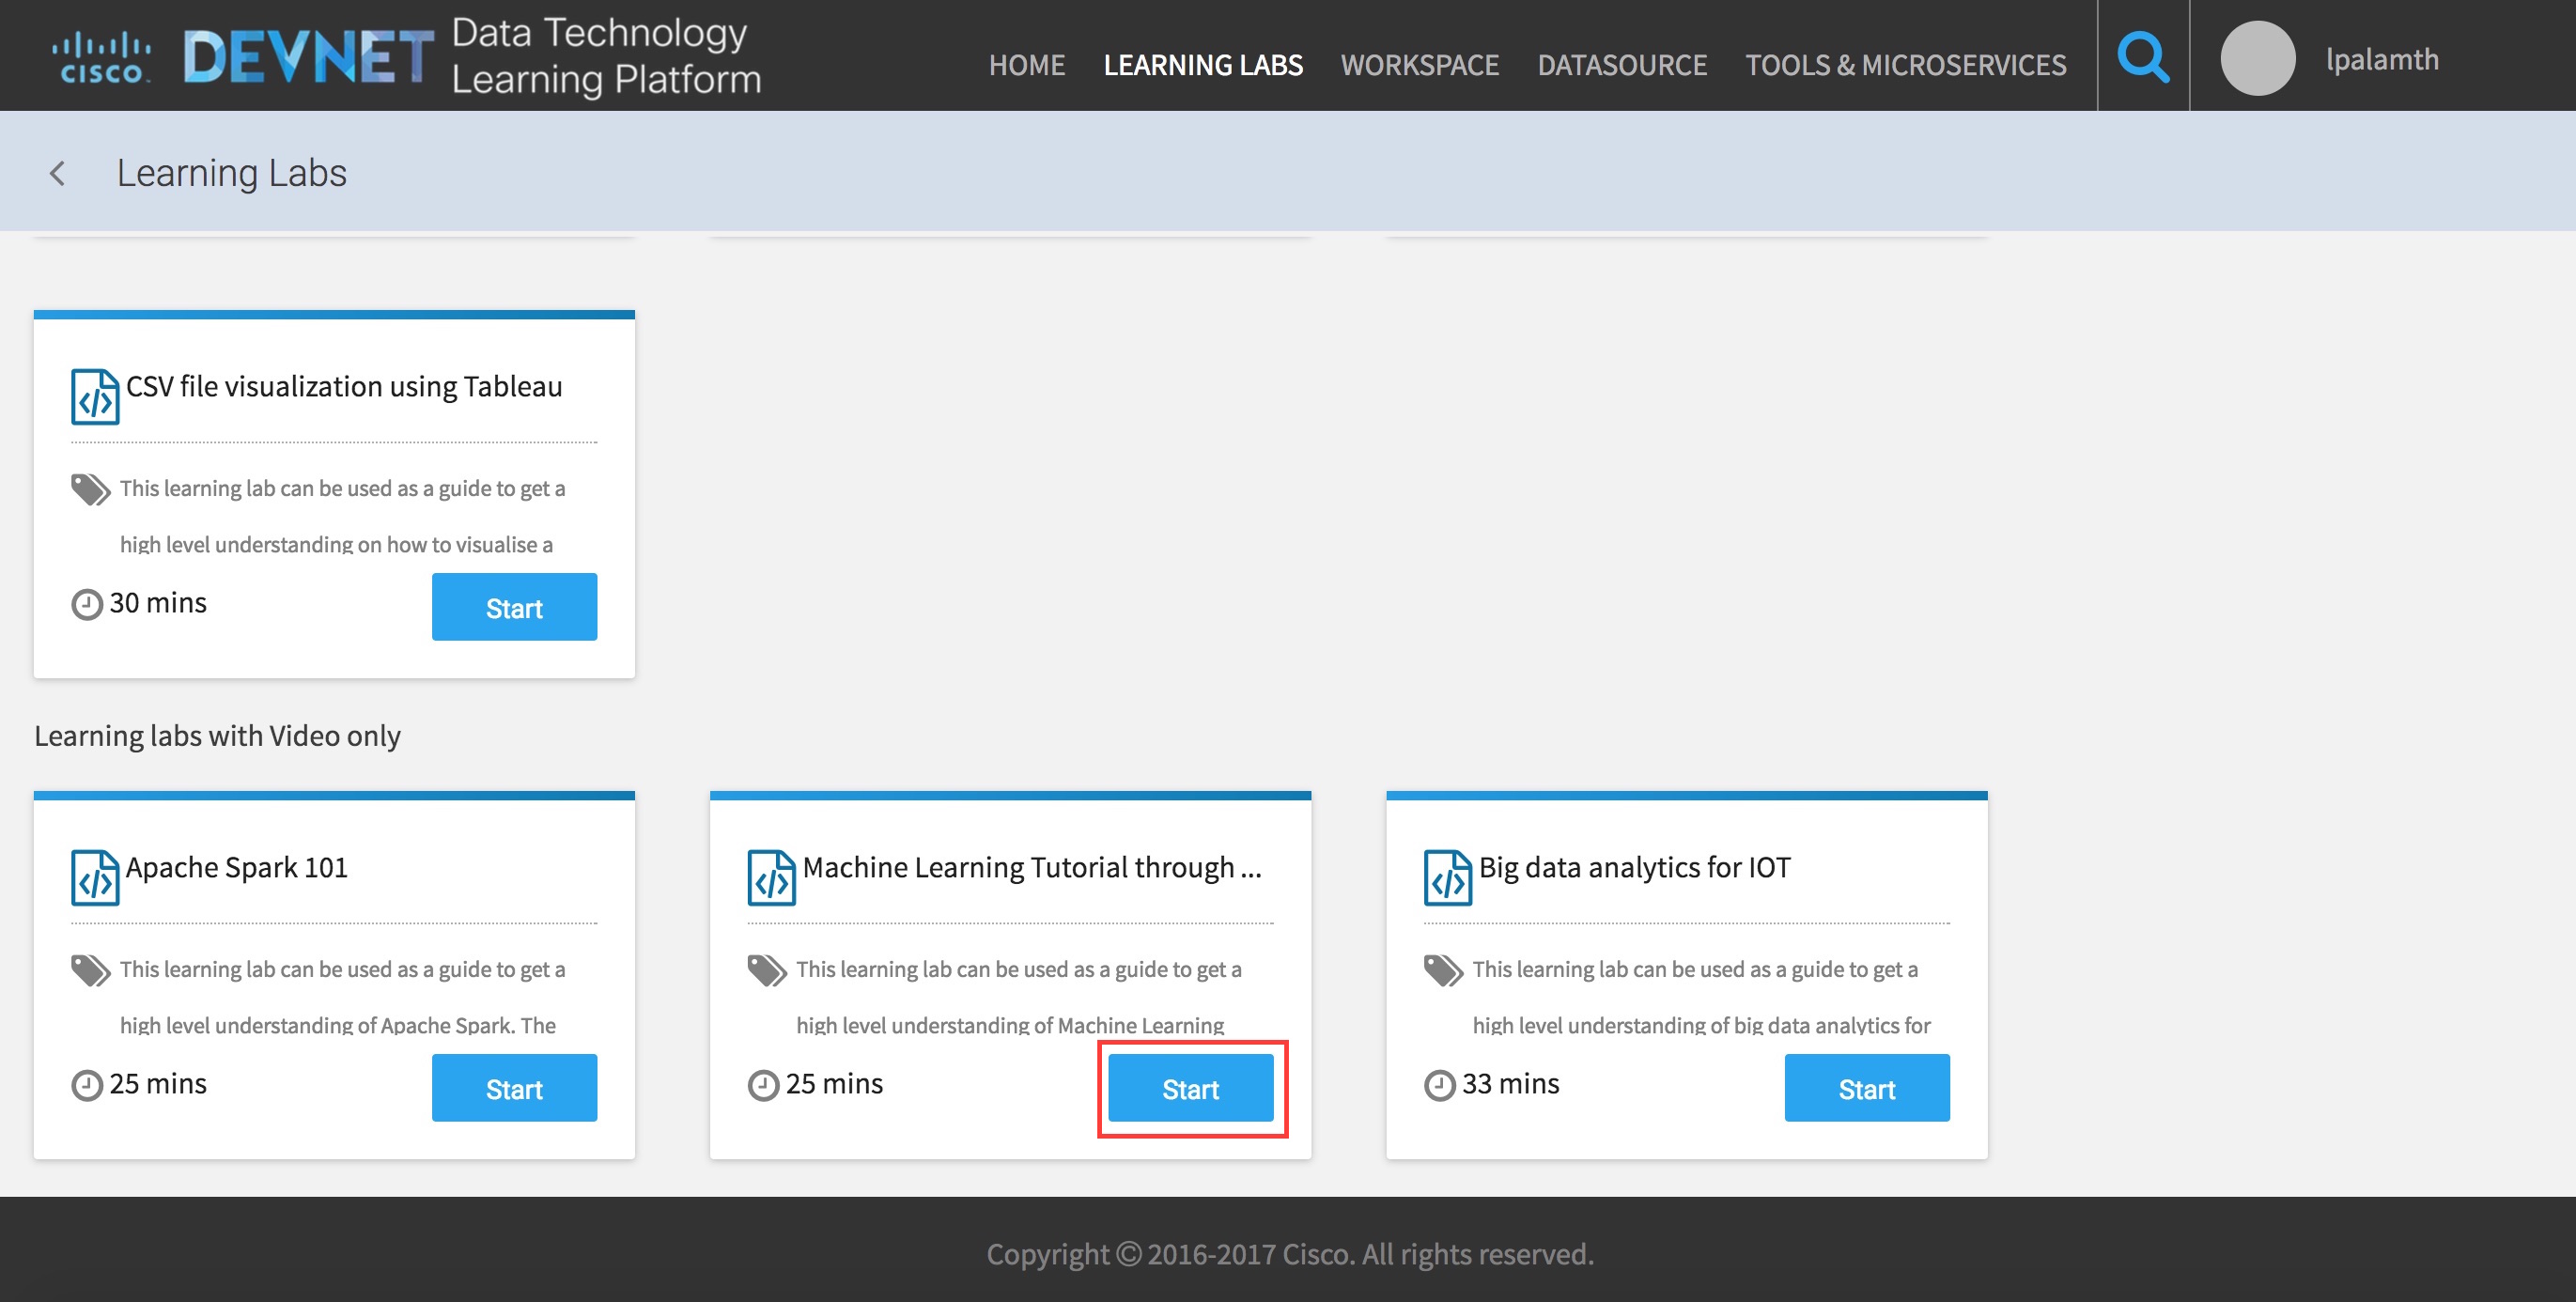 CISCO
DEVNET
Data Technology
Learning Platform
HOME
LEARNING LABS
WORKSPACE
DATASOURCE
TOOLS & MICROSERVICES
lpalamth
Learning Labs
CSV file visualization using Tableau
This learning lab can be used as a guide to get a
high level understanding on how to visualise a
30 mins
Start
Learning labs with Video only
Apache Spark 101
This learning lab can be used as a guide to get a
high level understanding of Apache Spark. The
25 mins
Start
Machine Learning Tutorial through ...
This learning lab can be used as a guide to get a
high level understanding of Machine Learning
25 mins
Start
Big data analytics for IOT
This learning lab can be used as a guide to get a
high level understanding of big data analytics for
33 mins
Start
Copyright © 2016-2017 Cisco. All rights reserved.